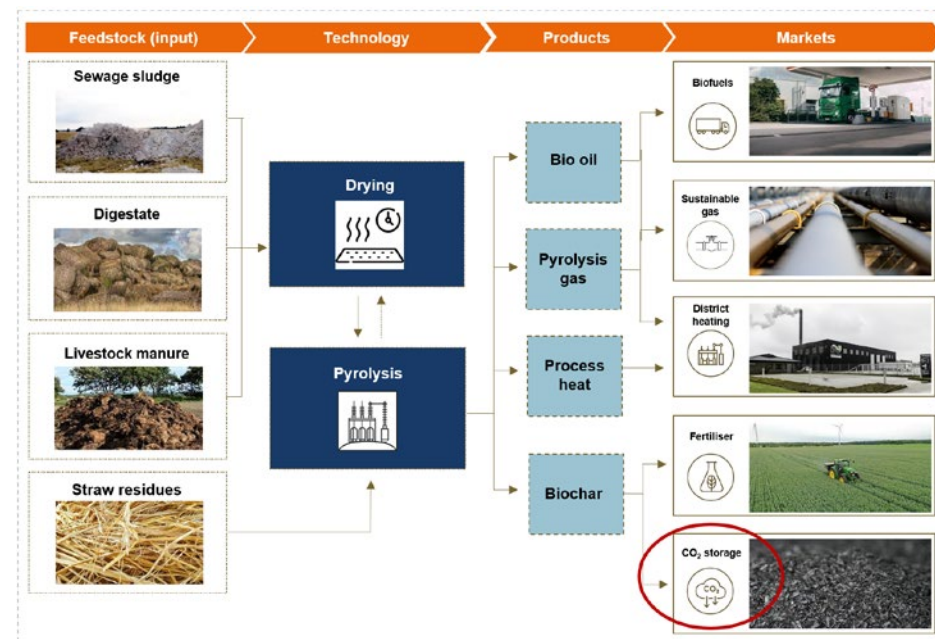 Feedstock (input)
Technology
Products
Markets
Sewage sludge
Digestate
Livestock manure
Straw residues
Drying
Pyrolysis
Bio oil
Pyrolysis
gas
Process
heat
Biochar
Biofuels
Sustainable
gas
District
heating
Fertiliser
CO₂ storage
CO₂